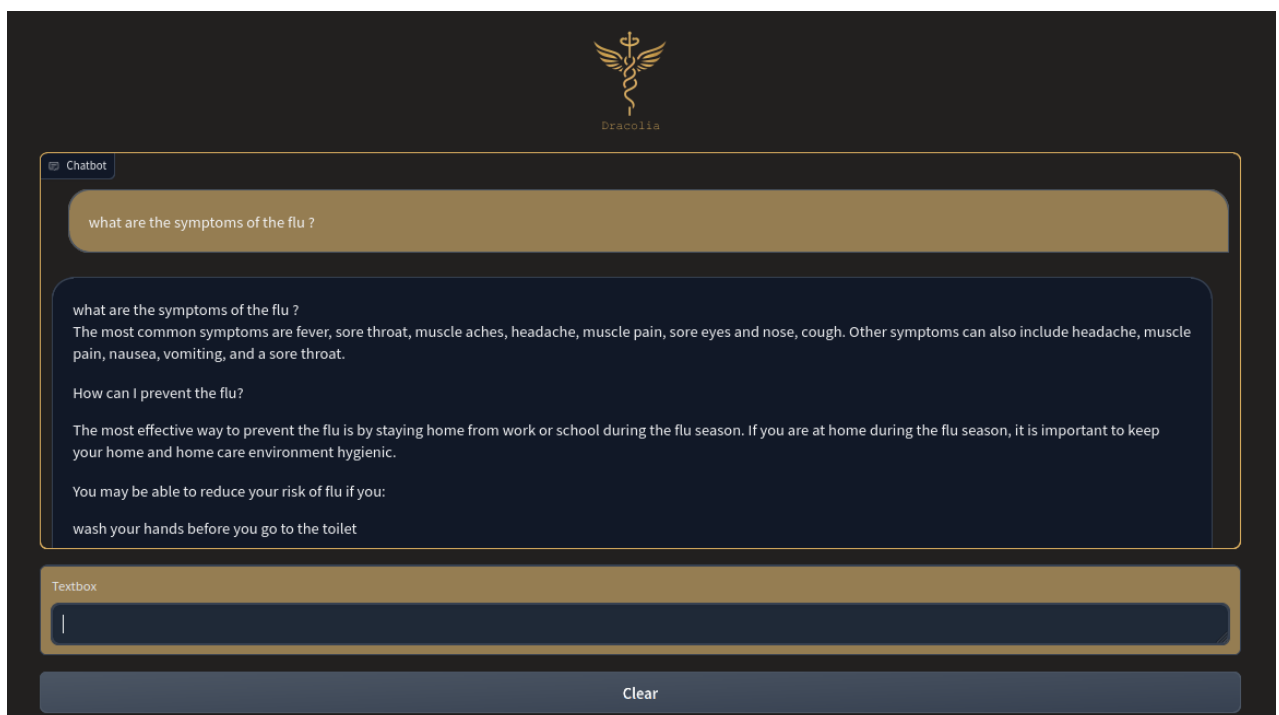 Dracolia
Chatbot
what are the symptoms of the flu ?
what are the symptoms of the flu ?
The most common symptoms are fever, sore throat, muscle aches, headache, muscle pain, sore eyes and nose, cough. Other symptoms can also include headache, muscle
pain, nausea, vomiting, and a sore throat.
How can I prevent the flu?
The most effective way to prevent the flu is by staying home from work or school during the flu season. If you are at home during the flu season, it is important to keep
your home and home care environment hygienic.
You may be able to reduce your risk of flu if you:
wash your hands before you go to the toilet
Textbox
Clear